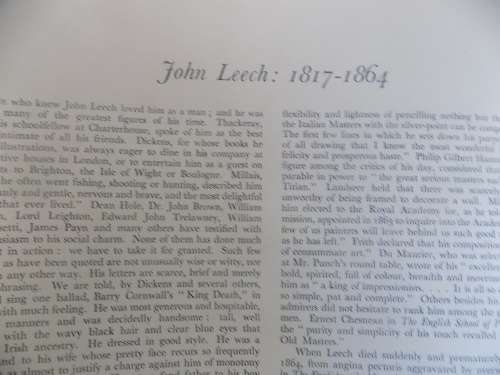 John Leech: 1817-1864
who knew John Leech loved him as a man; and he was
many of the greatest figures of his time. Thackeray,
schoolfellow at Charterhouse, spoke of him as the best
intimate of all his friends. Dickens, for whose books he
illustrations, was always eager to dine in his company at
houses in London, or to entertain him as a guest on
to Brighton, the Isle of Wight or Boulogne. Millais,
he often went fishing, shooting or hunting, described him
and gentle, nervous and brave, and the most delightful
that ever lived." Dean Hole, Dr. John Brown, William
Lord Leighton, Edward John Trelawney, William
James Payn and many others have testified with
to his social charm. None of them has done much
in action: we have to take it for granted. Such few
as have been quoted are not unusually wise or witty, nor
any other way. His letters are scarce, brief and merely
phrasing. We are told, by Dickens and several others,
sing one ballad, Barry Cornwall's "King Death," in
with much feeling. He was most generous and hospitable
manners and was decidedly handsome: tall, well
with the wavy black hair and clear blue eyes that
Irish ancestry. He dressed in good style. He was a
and to his wife whose pretty face recurs so frequently
almost to justify a charge against him of monotony
father to his boy
flexibility and lightness of pencilling nothing but
the Italian Masters with the silver-point can be
The first few lines in which he sets down his
of all drawing I know the most wonderful
felicity and prompteous haste." Philip Gilbert
figure among the critics of his day, considered
parable in power to "the great serious masters
Titian." Landseer held that there was scarcely
unworthy of being framed to decorate a wall.
him elected to the Royal Academy
mission, appointed in 1863 to inquire into the Academy
few of us painters will leave behind us such good
as he has left." Frith declared that his compositions
of consummate art." Du Maurier, who was
at Mr. Punch's round table, wrote of his "excellent
bold, spirited, full of colour, breadth and
him as "a king of impressionists. . . . It is all so
so simple, pat and complete." Others besides
admirers did not hesitate to rank him among the
men. Ernest Chesneau in The English School of
the "purity and simplicity of his touch recalled
Old Masters."
When Leech died suddenly and prematurely
1864, from angina pectoris aggravated by